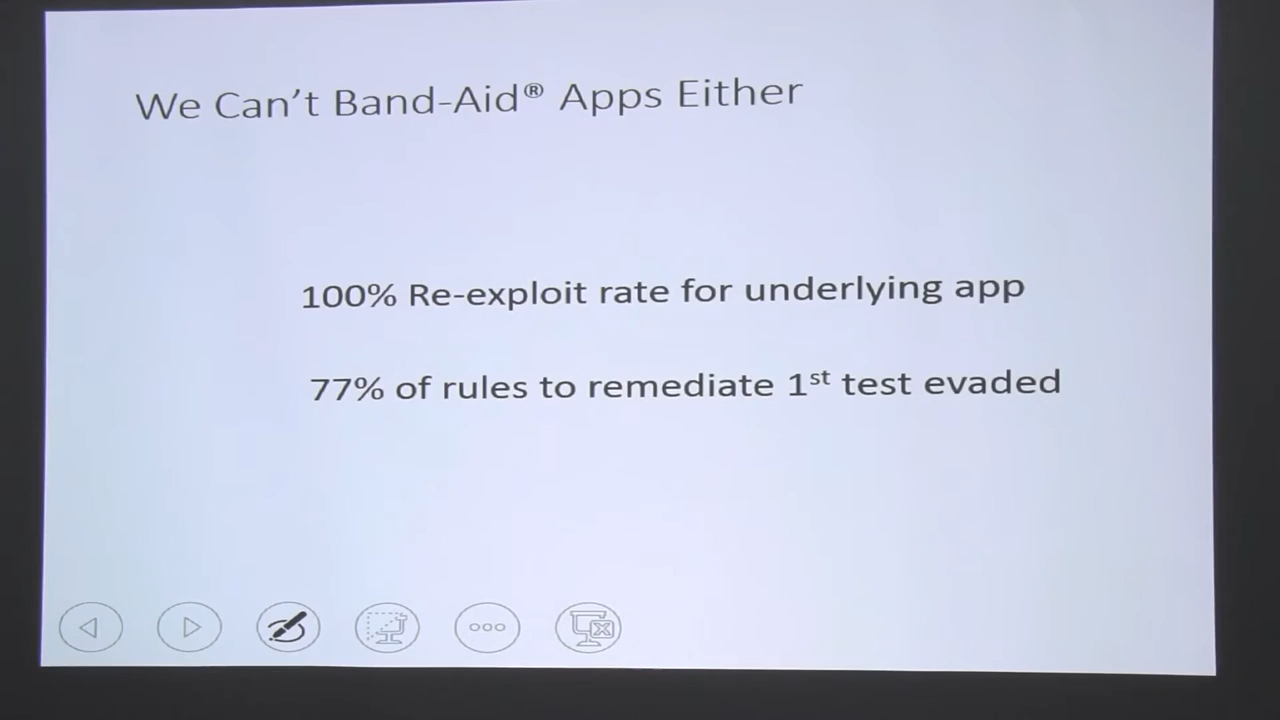 We Can't Band-Aid® Apps Either
100% Re-exploit rate for underlying app
77% of rules to remediate 1st test evaded